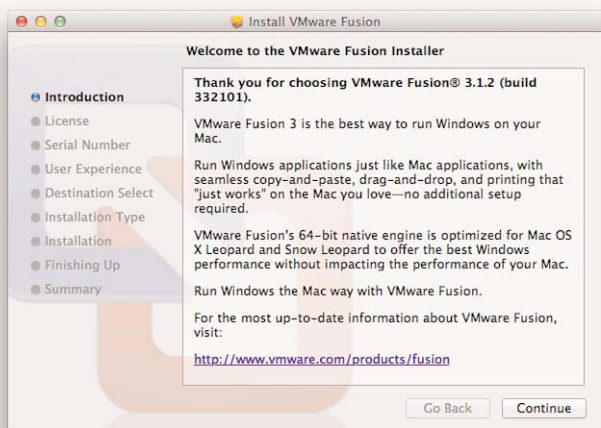 Install VMware Fusion
Welcome to the VMware Fusion Installer
Introduction
License
Serial Number
User Experience
Destination Select
Installation Type
Installation
Finishing Up
Summary
Thank you for choosing VMware Fusion® 3.1.2 (build
332101).
VMware Fusion 3 is the best way to run Windows on your
Mac.
Run Windows applications just like Mac applications, with
seamless copy-and-paste, drag-and-drop, and printing that
"just works" on the Mac you love—no additional setup
required.
VMware Fusion's 64-bit native engine is optimized for Mac OS
X Leopard and Snow Leopard to offer the best Windows
performance without impacting the performance of your Mac.
Run Windows the Mac way with VMware Fusion.
For the most up-to-date information about VMware Fusion,
visit:
http://www.vmware.com/products/fusion
Go Back
Continue